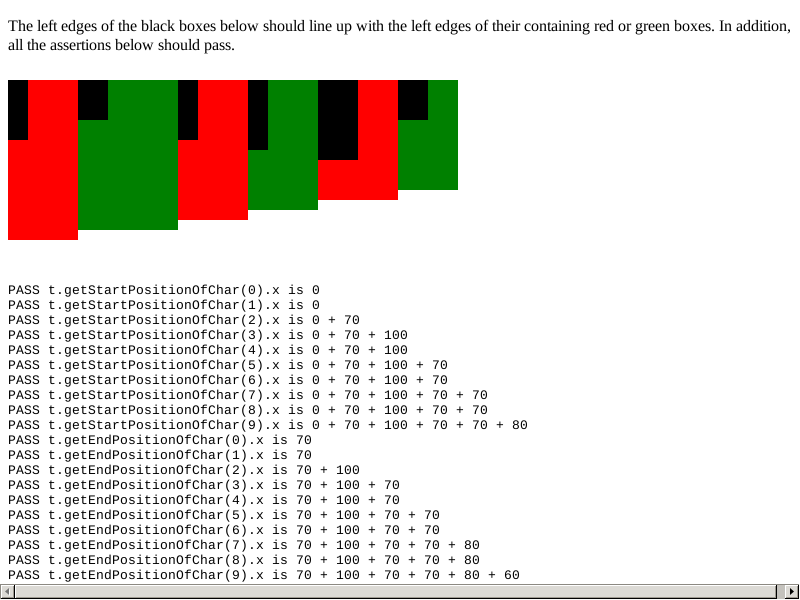 The left edges of the black boxes below should line up with the left edges of their containing red or green boxes. In addition,
all the assertions below should pass.
PASS t.getStartPositionOfChar(0).x is 0
PASS t.getStartPositionOfChar(1).x is 0
PASS t.getStartPositionOfChar(2).x is 0 + 70
PASS t.getStartPositionOfChar(3).x is 0 + 70 + 100
PASS t.getStartPositionOfChar(4).x is 0 + 70 + 100
PASS t.getStartPositionOfChar(5).x is 0 + 70 + 100 + 70
PASS t.getStartPositionOfChar(6).x is 0 + 70 + 100 + 70
PASS t.getStartPositionOfChar(7).x is 0 + 70 + 100 + 70 + 70
PASS t.getStartPositionOfChar(8).x is 0 + 70 + 100 + 70 + 70
PASS t.getStartPositionOfChar(9).x is 0 + 70 + 100 + 70 + 70 + 80
PASS t.getEndPositionOfChar(0).x is 70
PASS t.getEndPositionOfChar(1).x is 70
PASS t.getEndPositionOfChar(2).x is 70 + 100
PASS t.getEndPositionOfChar(3).x is 70 + 100 + 70
PASS t.getEndPositionOfChar(4).x is 70 + 100 + 70
PASS t.getEndPositionOfChar(5).x is 70 + 100 + 70 + 70
PASS t.getEndPositionOfChar(6).x is 70 + 100 + 70 + 70
PASS t.getEndPositionOfChar(7).x is 70 + 100 + 70 + 70 + 80
PASS t.getEndPositionOfChar(8).x is 70 + 100 + 70 + 70 + 80
PASS t.getEndPositionOfChar(9).x is 70 + 100 + 70 + 70 + 80 + 60